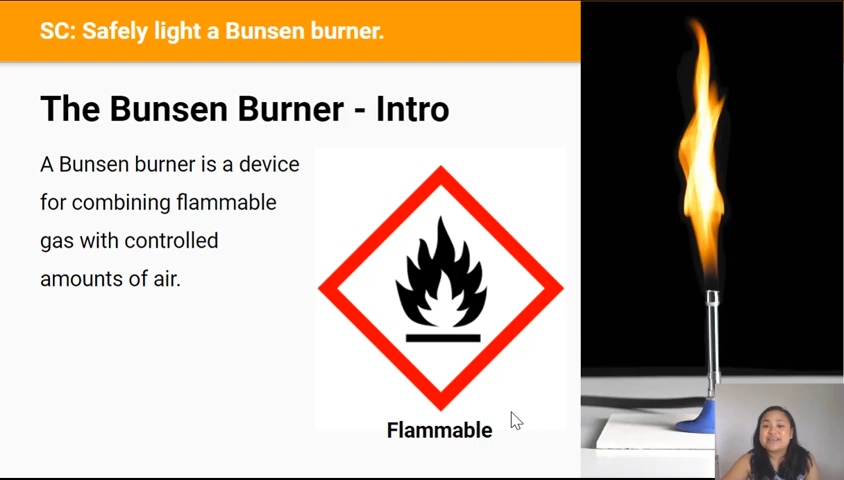 SC: Safely light a Bunsen burner.
The Bunsen Burner - Intro
A Bunsen burner is a device
for combining flammable
gas with controlled
amounts of air.
Flammable